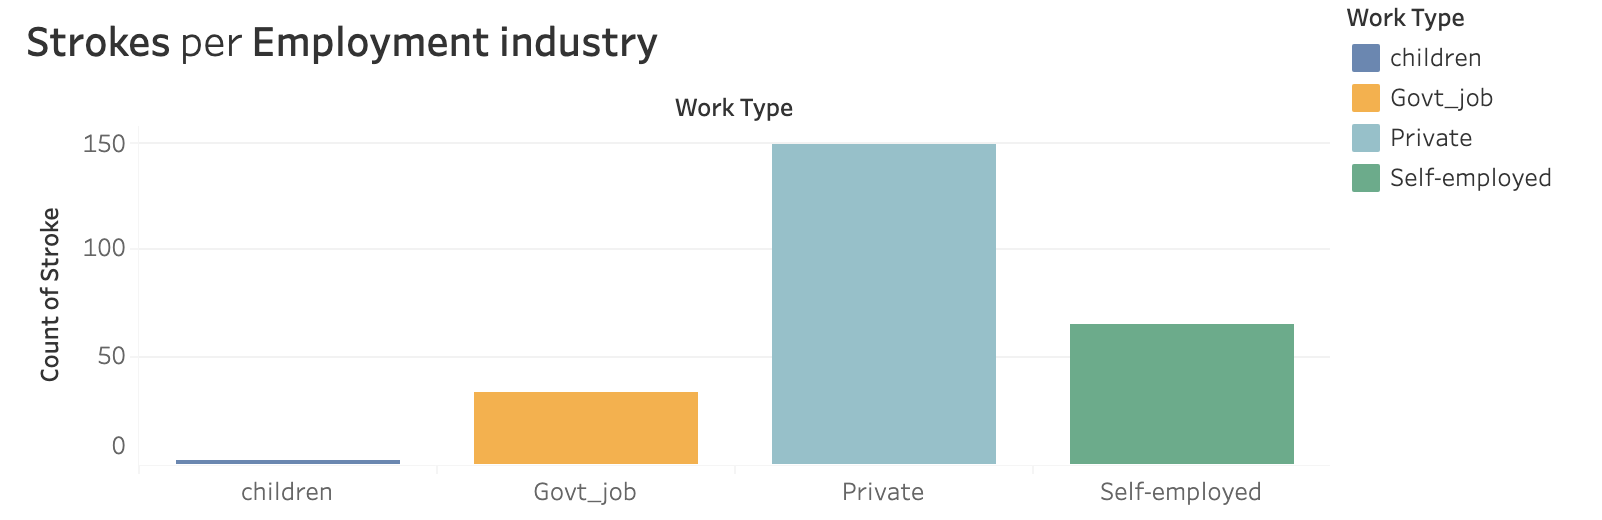 Strokes per Employment industry
Work Type
150
100
50
0
Count of Stroke
children
Govt_job
Private
Self-employed
Work Type
children
Govt_job
Private
Self-employed